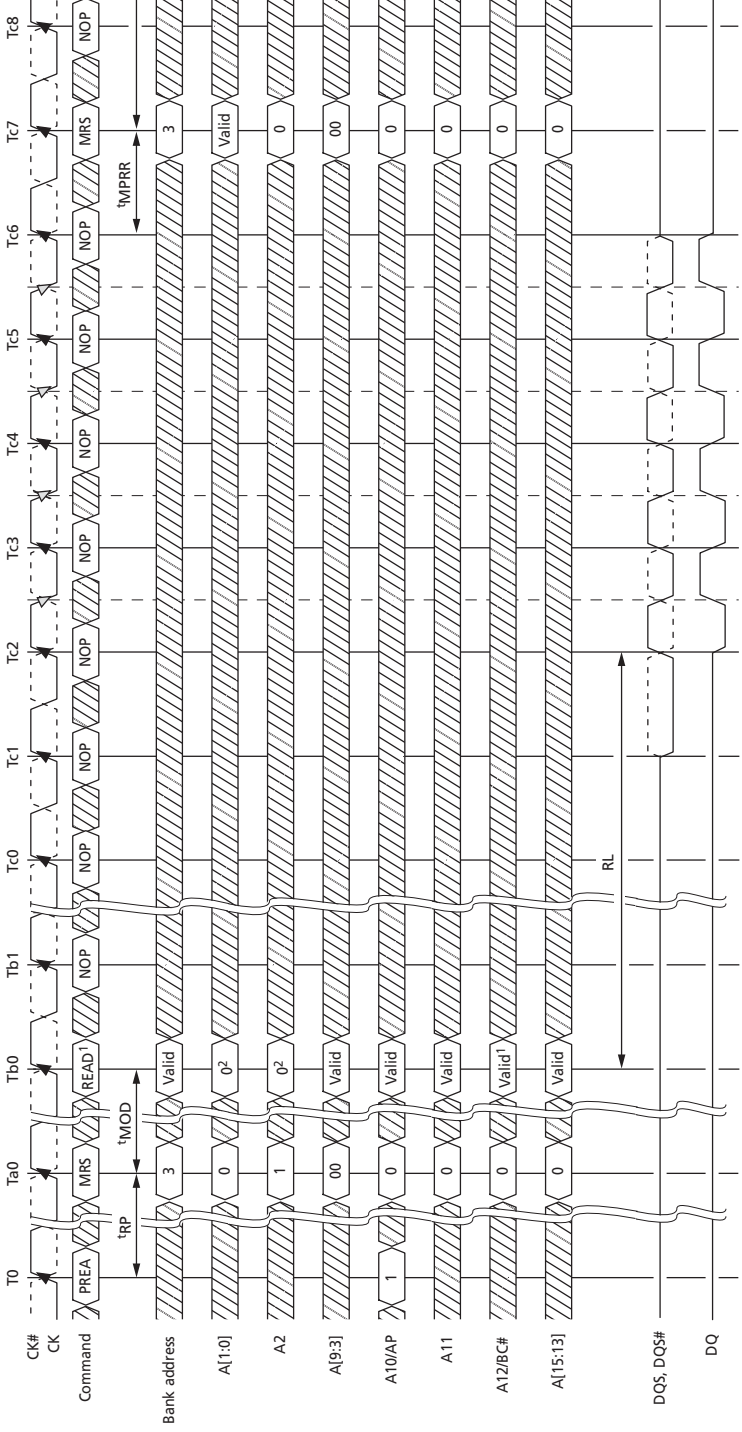 T0 Ta0 Tb0 Tb1 Tc0 Tc1 Tc2 Tc3 Tc4 Tc5 Tc6 Tc7 Tc8
CK#
CK
Command PREA MRS READ1 NOP NOP NOP NOP NOP NOP NOP NOP MRS NOP
tRP tMOD tMPRR
Bank address 3 Valid 3
A[1:0] 0 02 Valid
A2 1 02 0
A[9:3] 00 Valid 00
A10/AP 1 0 Valid 0
A11 0 Valid 0
A12/BC# 0 Valid1 0
A[15:13] 0 Valid 0
RL
DQS, DQS#
DQ